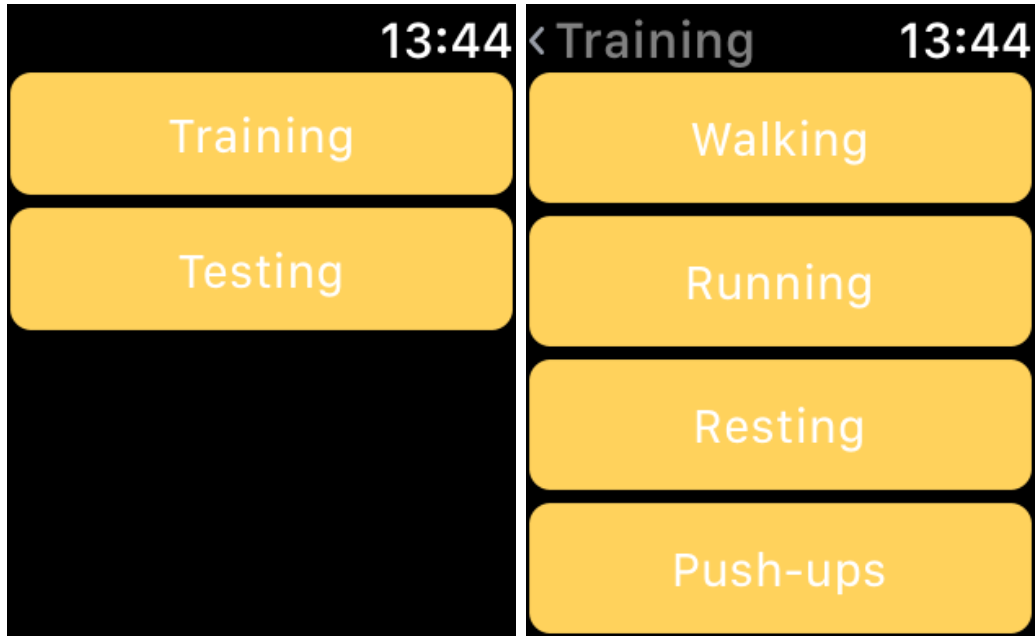 13:44
Training
Testing
< Training 13:44
Walking
Running
Resting
Push-ups